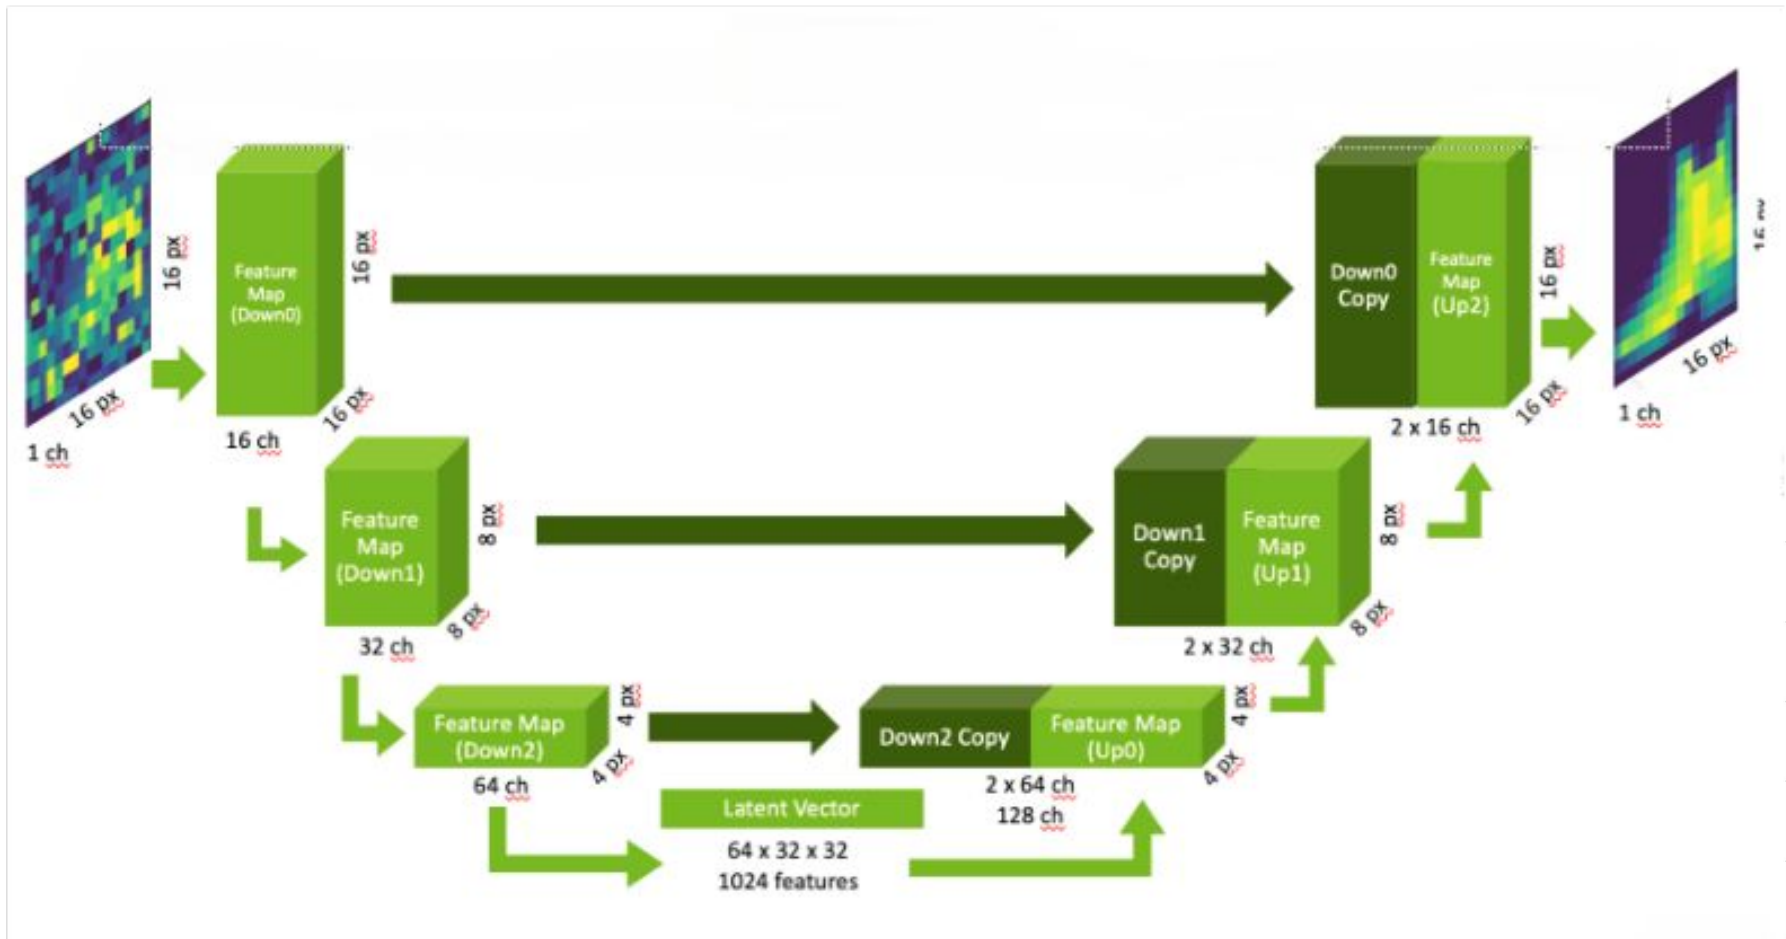 16 px
16 px
1 ch
Feature
Map
(Down0)
16 px
16 px
16 ch
Down0
Copy
Feature
Map
(Up2)
16 px
16 px
2 x 16 ch
16 px
1 ch
Feature
Map
(Down1)
8 px
8 px
32 ch
Down1
Copy
Feature
Map
(Up1)
8 px
8 px
2 x 32 ch
Feature Map
(Down2)
4 px
4 px
64 ch
Down2 Copy
Feature Map
(Up0)
4 px
4 px
2 x 64 ch
128 ch
Latent Vector
64 x 32 x 32
1024 features